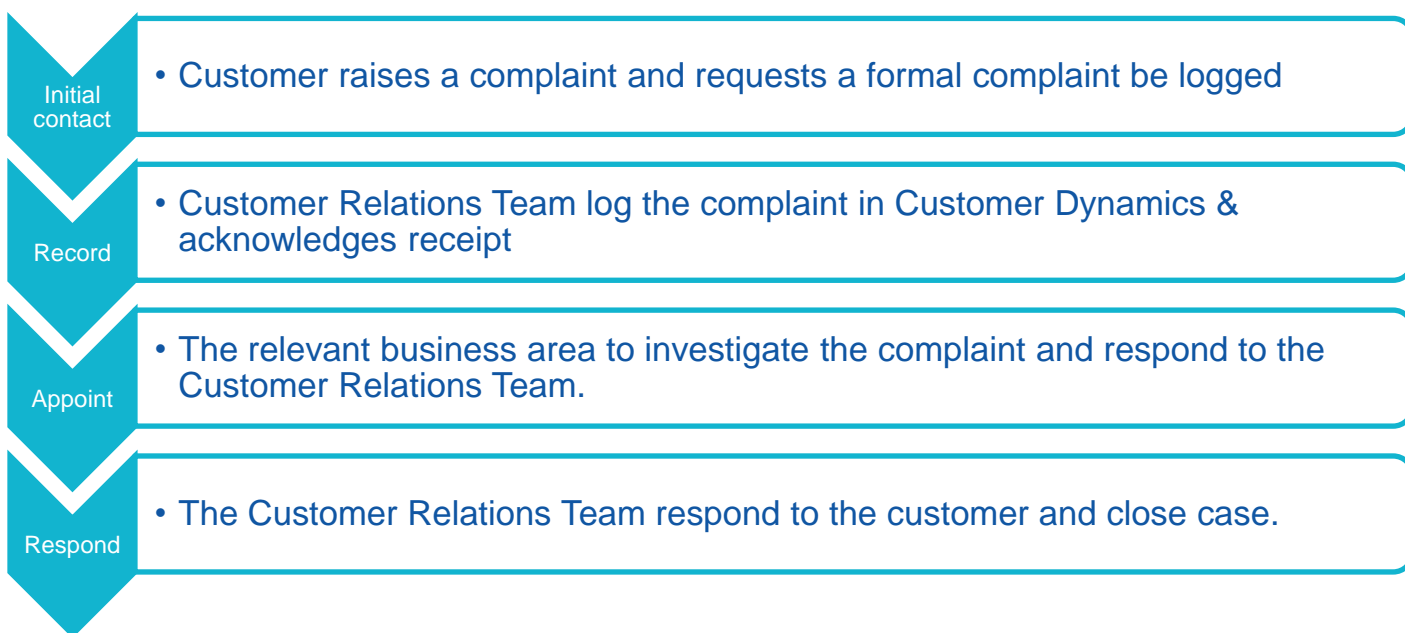 Initial
contact
• Customer raises a complaint and requests a formal complaint be logged
Record
• Customer Relations Team log the complaint in Customer Dynamics &
acknowledges receipt
Appoint
• The relevant business area to investigate the complaint and respond to the
Customer Relations Team.
Respond
• The Customer Relations Team respond to the customer and close case.